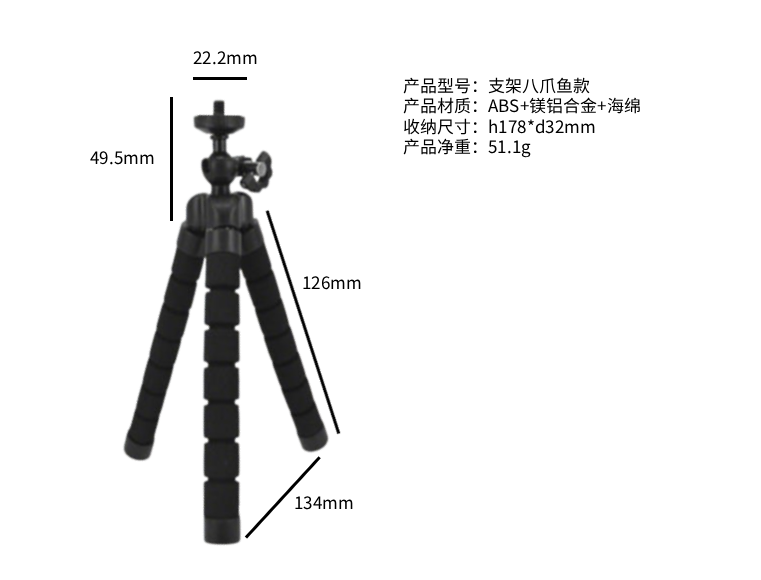 22.2mm
产品型号：支架八爪鱼款
产品材质：ABS+镁铝合金+海绵
收纳尺寸：h178*d32mm
产品净重：51.1g
49.5mm
126mm
134mm